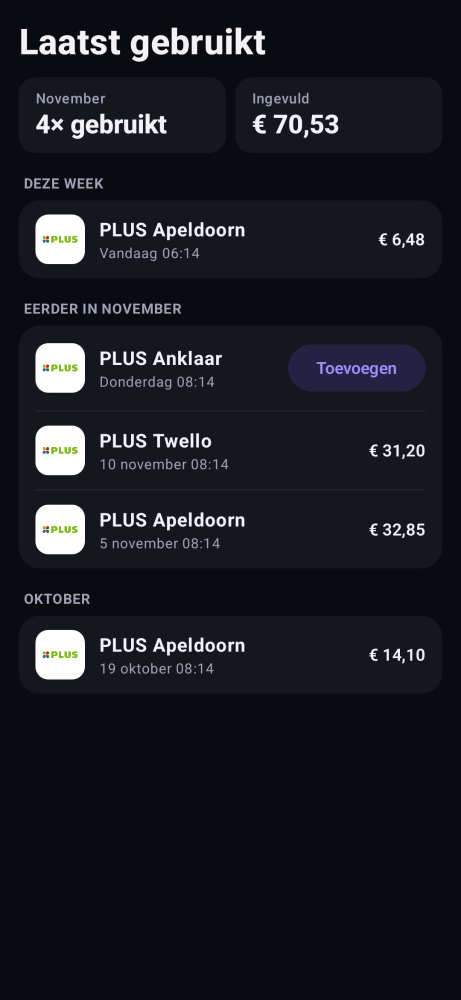 Laatst gebruikt
November
4× gebruikt
Ingevuld
€ 70,53
DEZE WEEK
PLUS
PLUS Apeldoorn
Vandaag 06:14
€ 6,48
EERDER IN NOVEMBER
PLUS
PLUS Anklaar
Donderdag 08:14
Toevoegen
PLUS
PLUS Twello
10 november 08:14
€ 31,20
PLUS
PLUS Apeldoorn
5 november 08:14
€ 32,85
OKTOBER
PLUS
PLUS Apeldoorn
19 oktober 08:14
€ 14,10